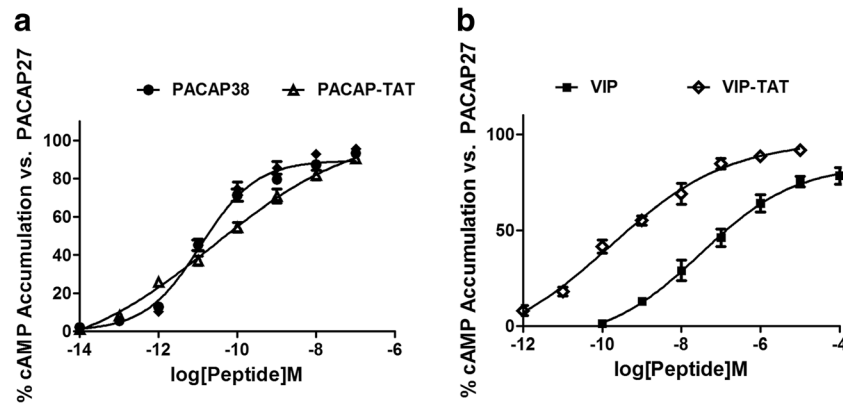 a
PACAP38 PACAP-TAT
% cAMP Accumulation vs. PACAP27
100
80
60
40
20
0
-14 -12 -10 -8 -6
log[Peptide]M
b
VIP VIP-TAT
% cAMP Accumulation vs. PACAP27
100
50
0
-12 -10 -8 -6 -4
log[Peptide]M